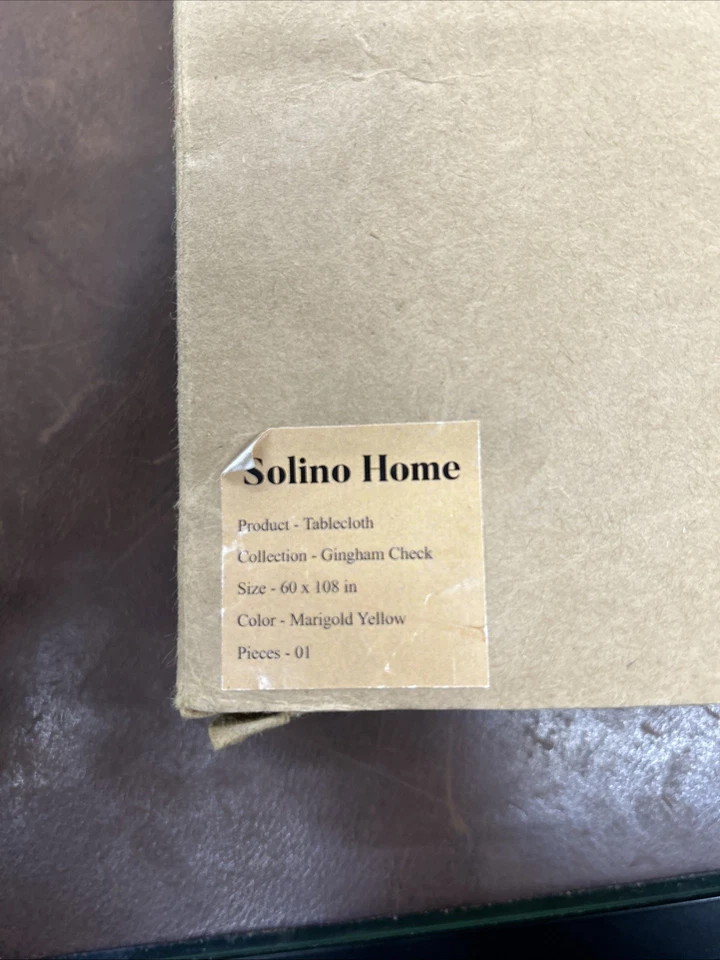 Solino Home
Product - Tablecloth
Collection - Gingham Check
Size - 60 x 108 in
Color - Marigold Yellow
Pieces - 01